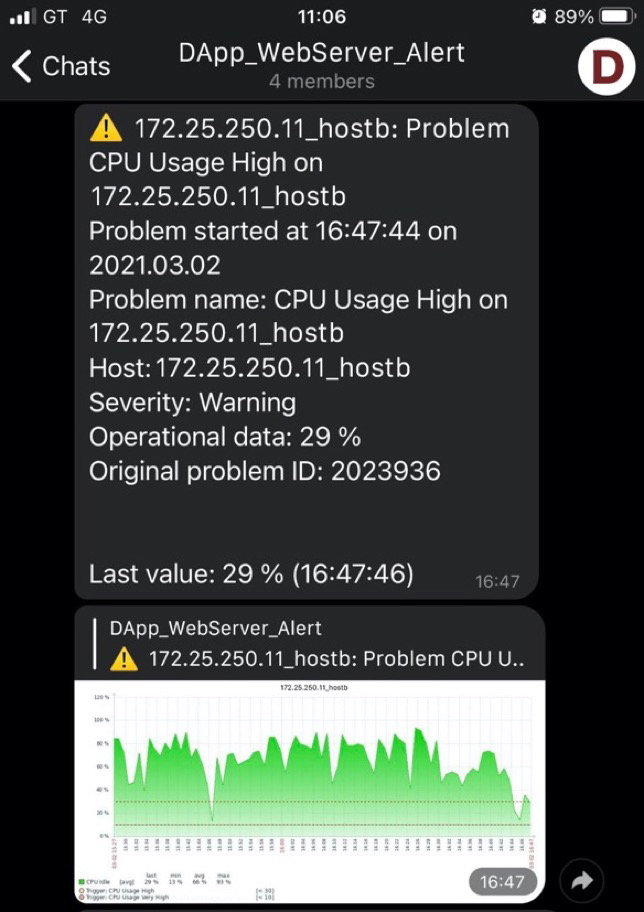 GT 4G 11:06 89%
Chats DApp_WebServer_Alert D
4 members
172.25.250.11_hostb: Problem
CPU Usage High on
172.25.250.11_hostb
Problem started at 16:47:44 on
2021.03.02
Problem name: CPU Usage High on
172.25.250.11_hostb
Host: 172.25.250.11_hostb
Severity: Warning
Operational data: 29 %
Original problem ID: 2023936
Last value: 29 % (16:47:46)
16:47
DApp_WebServer_Alert
172.25.250.11_hostb: Problem CPU U..
172.25.250.11_hostb
120 %
100 %
80 %
60 %
40 %
20 %
0 %
last min avg max
CPU Idle [avg] 29 % 13 % 66 % 93 %
Trigger: CPU Usage High [< 30]
Trigger: CPU Usage Very High [< 10]
16:47